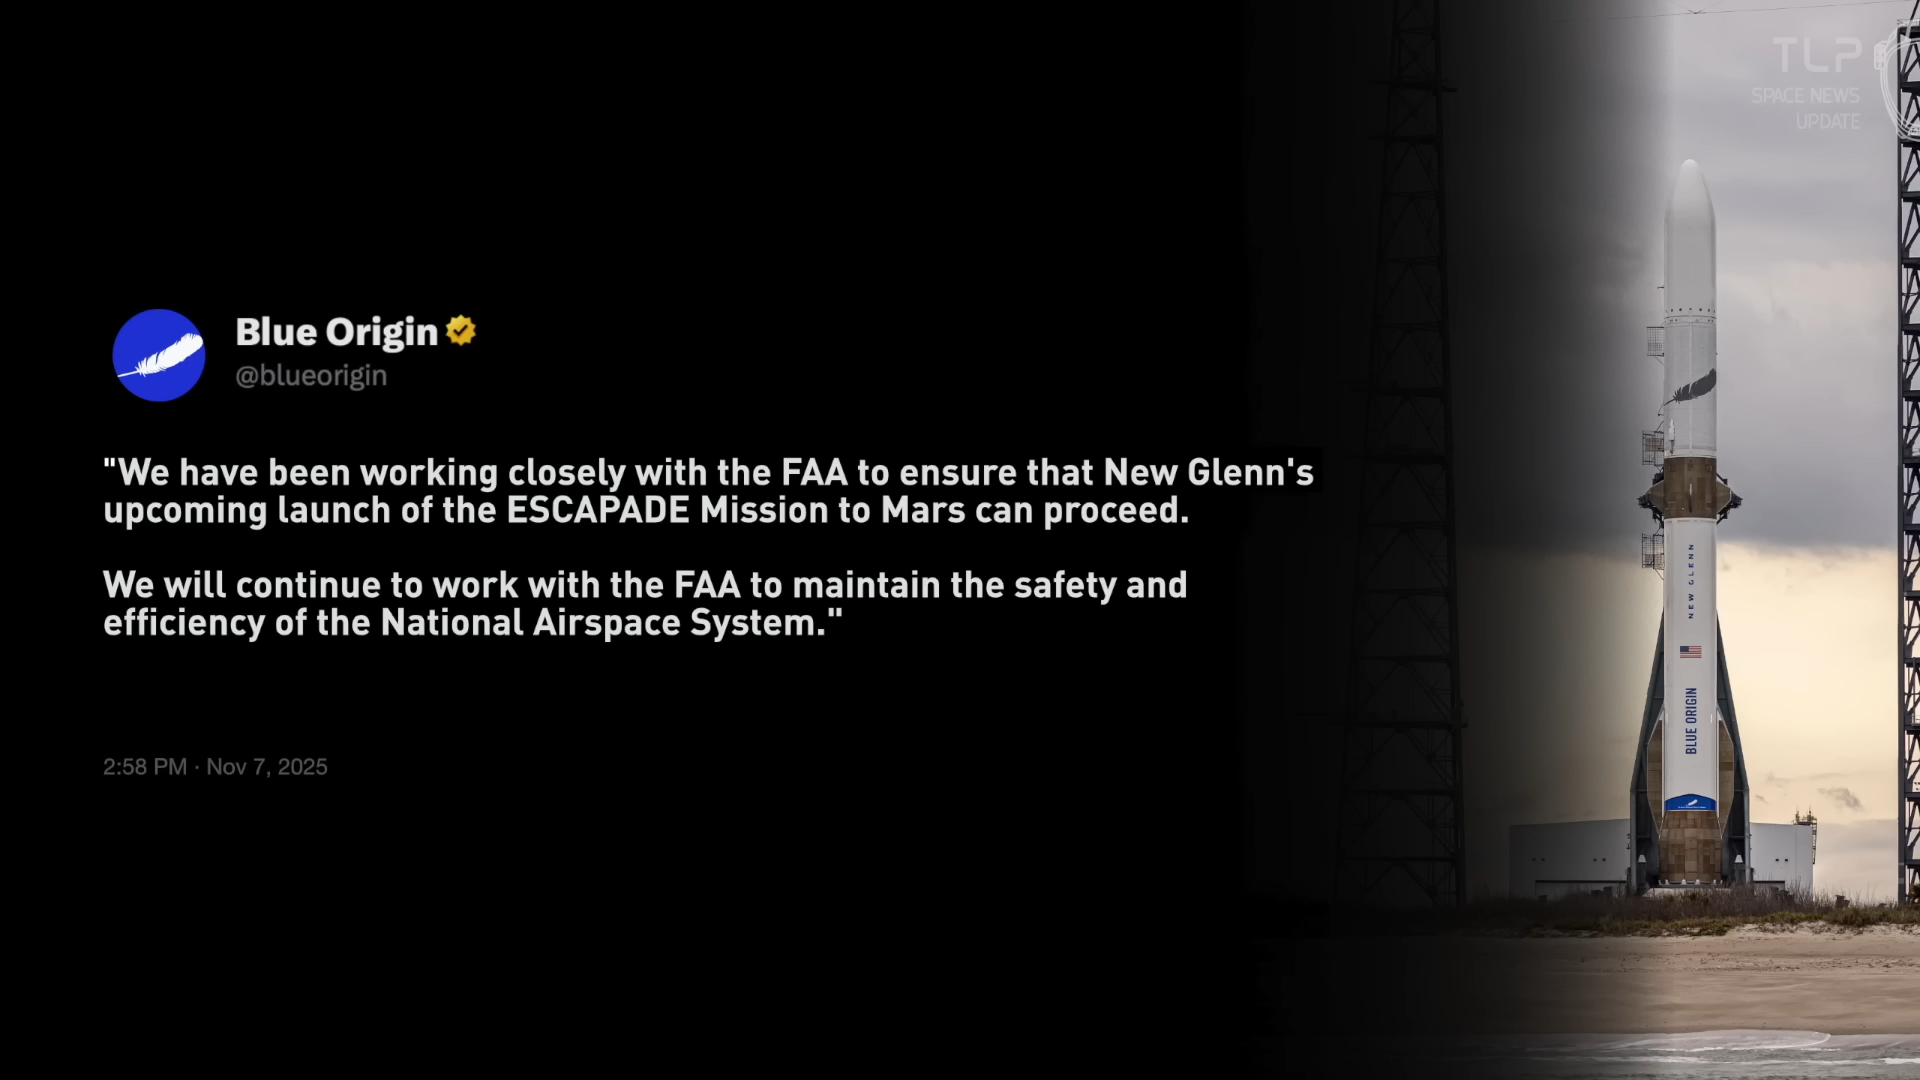 TLP
SPACE NEWS
UPDATE
Blue Origin
@blueorigin
"We have been working closely with the FAA to ensure that New Glenn's
upcoming launch of the ESCAPADE Mission to Mars can proceed.
We will continue to work with the FAA to maintain the safety and
efficiency of the National Airspace System."
2:58 PM · Nov 7, 2025
NEW GLENN
BLUE ORIGIN